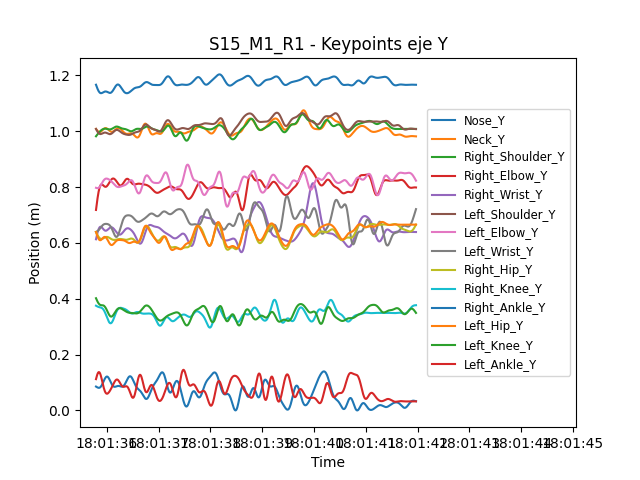 S15_M1_R1 - Keypoints eje Y
1.2
1.0
0.8
0.6
0.4
0.2
0.0
Position (m)
Nose_Y
Neck_Y
Right_Shoulder_Y
Right_Elbow_Y
Right_Wrist_Y
Left_Shoulder_Y
Left_Elbow_Y
Left_Wrist_Y
Right_Hip_Y
Right_Knee_Y
Right_Ankle_Y
Left_Hip_Y
Left_Knee_Y
Left_Ankle_Y
18:01:36 18:01:37 18:01:38 18:01:39 18:01:40 18:01:41 18:01:42 18:01:43 18:01:44 18:01:45
Time